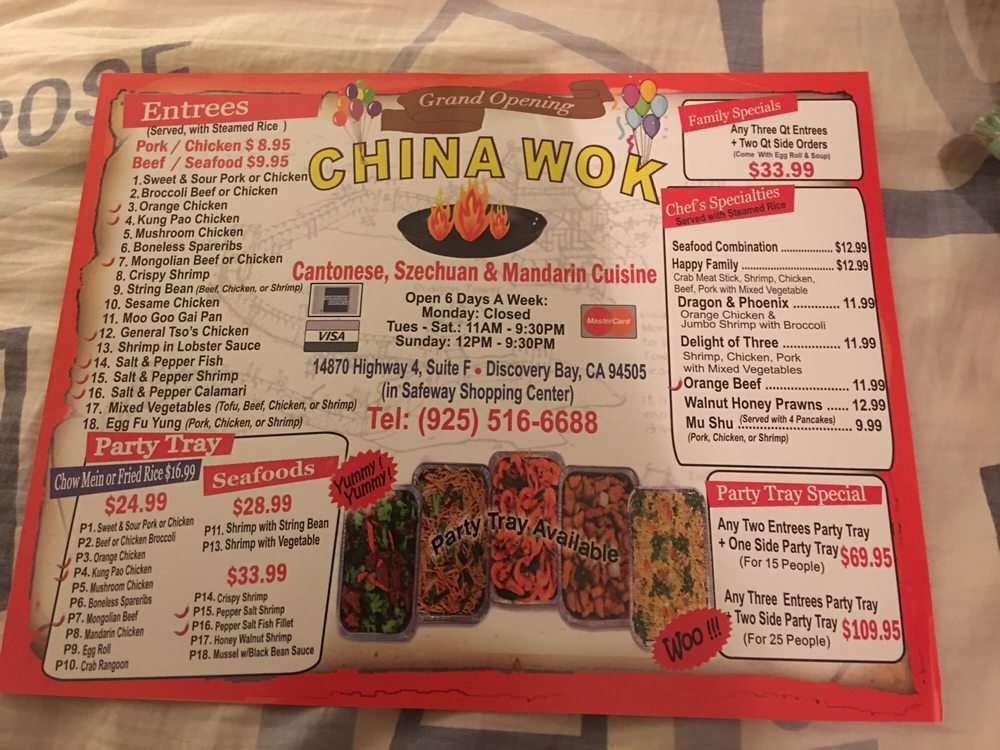 POSE
Grand Opening
CHINA WOK
Cantonese, Szechuan & Mandarin Cuisine
AMERICAN EXPRESS
VISA
MasterCard
Open 6 Days A Week:
Monday: Closed
Tues - Sat.: 11AM - 9:30PM
Sunday: 12PM - 9:30PM
14870 Highway 4, Suite F • Discovery Bay, CA 94505
(in Safeway Shopping Center)
Tel: (925) 516-6688
Entrees
(Served, with Steamed Rice )
Pork / Chicken $ 8.95
Beef / Seafood $9.95
1.Sweet & Sour Pork or Chicken
2.Broccoli Beef or Chicken
3.Orange Chicken
4.Kung Pao Chicken
5.Mushroom Chicken
6. Boneless Spareribs
7. Mongolian Beef or Chicken
8. Crispy Shrimp
9. String Bean (Beef, Chicken, or Shrimp)
10. Sesame Chicken
11. Moo Goo Gai Pan
12. General Tso's Chicken
13. Shrimp in Lobster Sauce
14. Salt & Pepper Fish
15. Salt & Pepper Shrimp
16. Salt & Pepper Calamari
17. Mixed Vegetables (Tofu, Beef, Chicken, or Shrimp)
18. Egg Fu Yung (Pork, Chicken, or Shrimp)
Party Tray
Chow Mein or Fried Rice $16.99
$24.99
P1. Sweet & Sour Pork or Chicken
P2. Beef or Chicken Broccoli
P3. Orange Chicken
P4. Kung Pao Chicken
P5. Mushroom Chicken
P6. Boneless Spareribs
P7. Mongolian Beef
P8. Mandarin Chicken
P9. Egg Roll
P10. Crab Rangoon
Seafoods
$28.99
P11. Shrimp with String Bean
P13. Shrimp with Vegetable
$33.99
P14. Crispy Shrimp
P15. Pepper Salt Shrimp
P16. Pepper Salt Fish Fillet
P17. Honey Walnut Shrimp
P18. Mussel w/Black Bean Sauce
Yummy !
Yummy!
Party Tray Available
Woo !!!
Family Specials
Any Three Qt Entrees
+ Two Qt Side Orders
(Come With Egg Roll & Soup)
$33.99
Chef's Specialties
Served with Steamed Rice
Seafood Combination ................. $12.99
Happy Family .............................. $12.99
Crab Meat Stick, Shrimp, Chicken,
Beef, Pork with Mixed Vegetable
Dragon & Phoenix ............. 11.99
Orange Chicken &
Jumbo Shrimp with Broccoli
Delight of Three ................ 11.99
Shrimp, Chicken, Pork
with Mixed Vegetables
Orange Beef ..................... 11.99
Walnut Honey Prawns ...... 12.99
Mu Shu (Served with 4 Pancakes) ............................ 9.99
(Pork, Chicken, or Shrimp)
Party Tray Special
Any Two Entrees Party Tray
+ One Side Party Tray $69.95
(For 15 People)
Any Three Entrees Party Tray
+ Two Side Party Tray $109.95
(For 25 People)